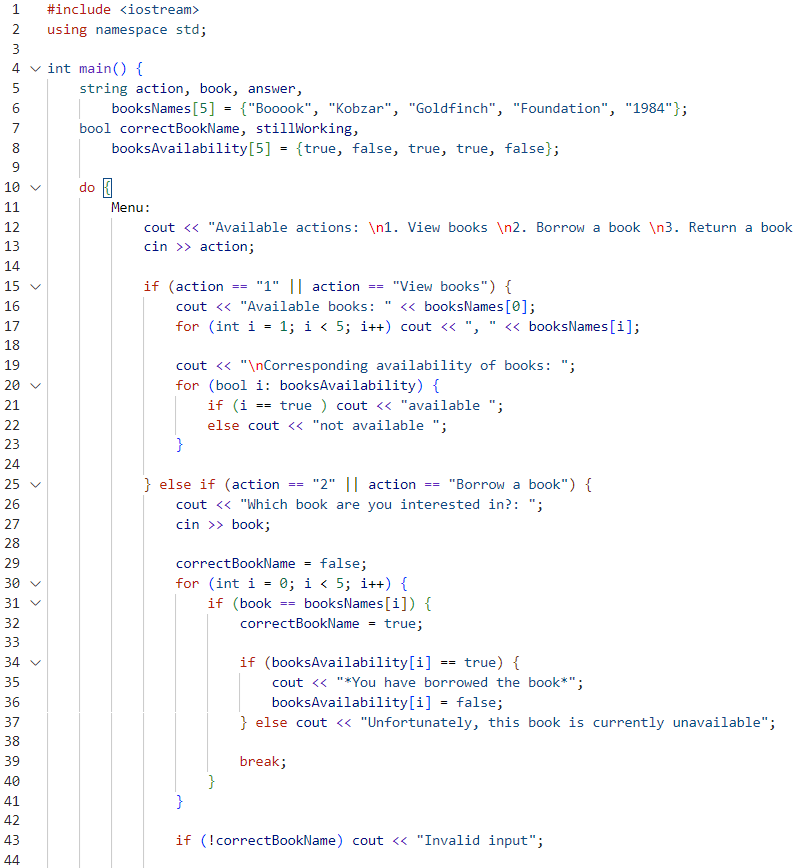 1 #include <iostream>
2 using namespace std;
3
4 int main() {
5 string action, book, answer,
6 booksNames[5] = {"Booook", "Kobzar", "Goldfinch", "Foundation", "1984"};
7 bool correctBookName, stillWorking,
8 booksAvailability[5] = {true, false, true, true, false};
9
10 do {
11 Menu:
12 cout << "Available actions: \n1. View books \n2. Borrow a book \n3. Return a book
13 cin >> action;
14
15 if (action == "1" || action == "View books") {
16 cout << "Available books: " << booksNames[0];
17 for (int i = 1; i < 5; i++) cout << ", " << booksNames[i];
18
19 cout << "\nCorresponding availability of books: ";
20 for (bool i: booksAvailability) {
21 if (i == true ) cout << "available ";
22 else cout << "not available ";
23 }
24
25 } else if (action == "2" || action == "Borrow a book") {
26 cout << "Which book are you interested in?: ";
27 cin >> book;
28
29 correctBookName = false;
30 for (int i = 0; i < 5; i++) {
31 if (book == booksNames[i]) {
32 correctBookName = true;
33
34 if (booksAvailability[i] == true) {
35 cout << "*You have borrowed the book*";
36 booksAvailability[i] = false;
37 } else cout << "Unfortunately, this book is currently unavailable";
38
39 break;
40 }
41 }
42
43 if (!correctBookName) cout << "Invalid input";
44